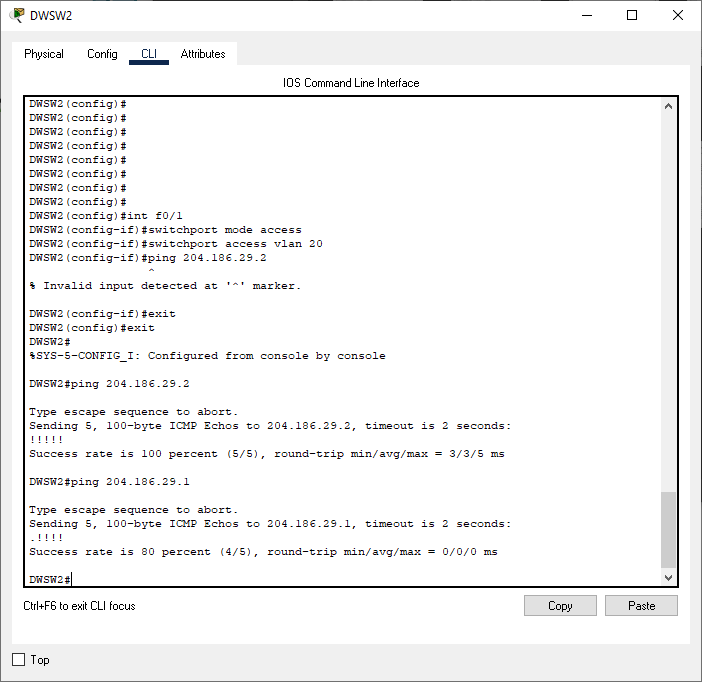 DWSW2
Physical Config CLI Attributes
IOS Command Line Interface
DWSW2(config)#
DWSW2(config)#
DWSW2(config)#
DWSW2(config)#
DWSW2(config)#
DWSW2(config)#
DWSW2(config)#
DWSW2(config)#
DWSW2(config)#int f0/1
DWSW2(config-if)#switchport mode access
DWSW2(config-if)#switchport access vlan 20
DWSW2(config-if)#ping 204.186.29.2
^
% Invalid input detected at '^' marker.
DWSW2(config-if)#exit
DWSW2(config)#exit
DWSW2#
%SYS-5-CONFIG_I: Configured from console by console
DWSW2#ping 204.186.29.2
Type escape sequence to abort.
Sending 5, 100-byte ICMP Echos to 204.186.29.2, timeout is 2 seconds:
!!!!!
Success rate is 100 percent (5/5), round-trip min/avg/max = 3/3/5 ms
DWSW2#ping 204.186.29.1
Type escape sequence to abort.
Sending 5, 100-byte ICMP Echos to 204.186.29.1, timeout is 2 seconds:
.!!!!
Success rate is 80 percent (4/5), round-trip min/avg/max = 0/0/0 ms
DWSW2#
Ctrl+F6 to exit CLI focus
Copy Paste
Top